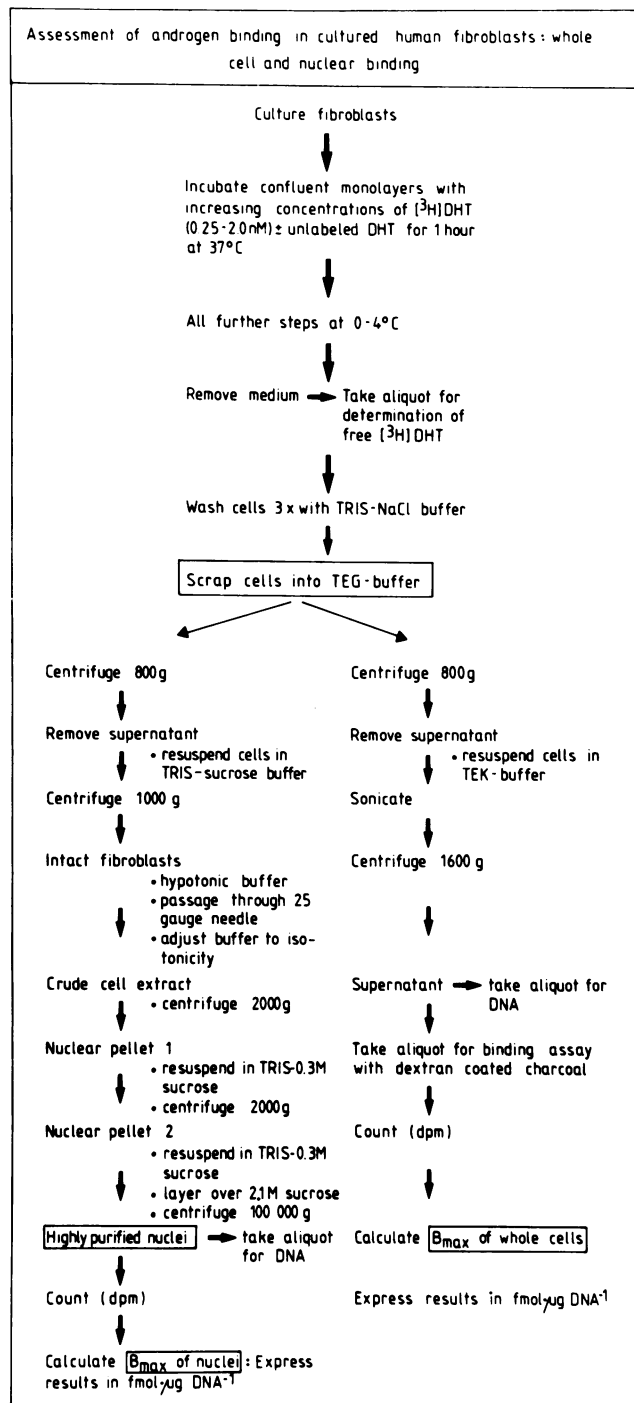 Assessment of androgen binding in cultured human fibroblasts: whole
cell and nuclear binding
Culture fibroblasts
Incubate confluent monolayers with
increasing concentrations of [³H]DHT
(0.25-2.0nM) ± unlabeled DHT for 1 hour
at 37°C
All further steps at 0-4°C
Remove medium → Take aliquot for
determination of
free [³H]DHT
Wash cells 3x with TRIS-NaCl buffer
Scrap cells into TEG-buffer
Centrifuge 800g
Remove supernatant
• resuspend cells in
TRIS-sucrose buffer
Centrifuge 1000 g
Intact fibroblasts
• hypotonic buffer
• passage through 25
gauge needle
• adjust buffer to iso-
tonicity
Crude cell extract
• centrifuge 2000g
Nuclear pellet 1
• resuspend in TRIS-0.3M
sucrose
• centrifuge 2000g
Nuclear pellet 2
• resuspend in TRIS-0.3M
sucrose
• layer over 2,1M sucrose
• centrifuge 100 000 g
Highly purified nuclei → take aliquot
for DNA
Count (dpm)
Calculate Bmax of nuclei: Express
results in fmol·µg DNA⁻¹
Centrifuge 800g
Remove supernatant
• resuspend cells in
TEK-buffer
Sonicate
Centrifuge 1600 g
Supernatant → take aliquot for
DNA
Take aliquot for binding assay
with dextran coated charcoal
Count (dpm)
Calculate Bmax of whole cells
Express results in fmol·µg DNA⁻¹